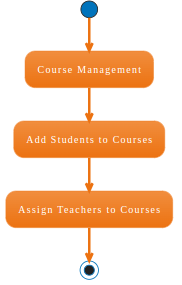 Course Management
Add Students to Courses
Assign Teachers to Courses